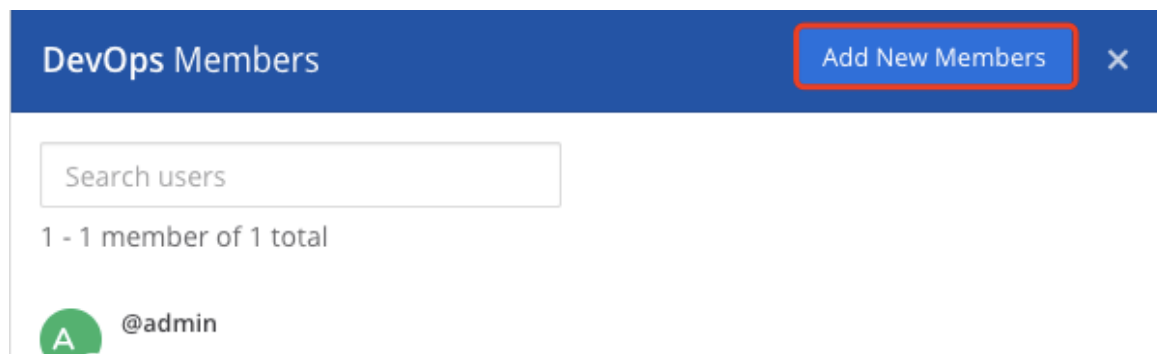 DevOps Members
Add New Members ×
Search users
1 - 1 member of 1 total
@admin
A